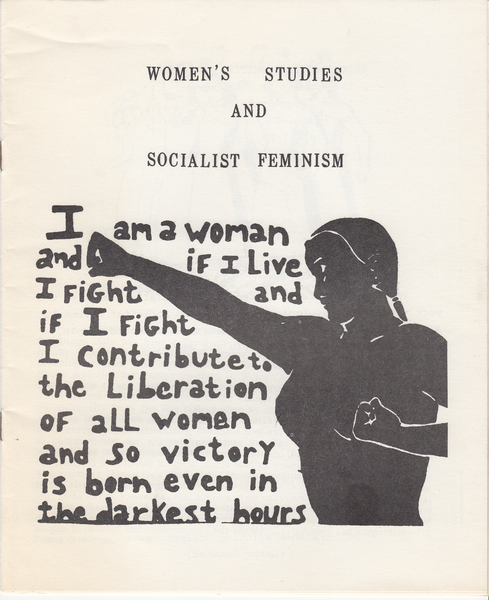 WOMEN'S STUDIES
AND
SOCIALIST FEMINISM
I am a woman
and if I Live
I FiGht and
iF I FiGht
I contribute to.
the Liberation
OF aLL women
and so victory
is born even in
the darkest hours